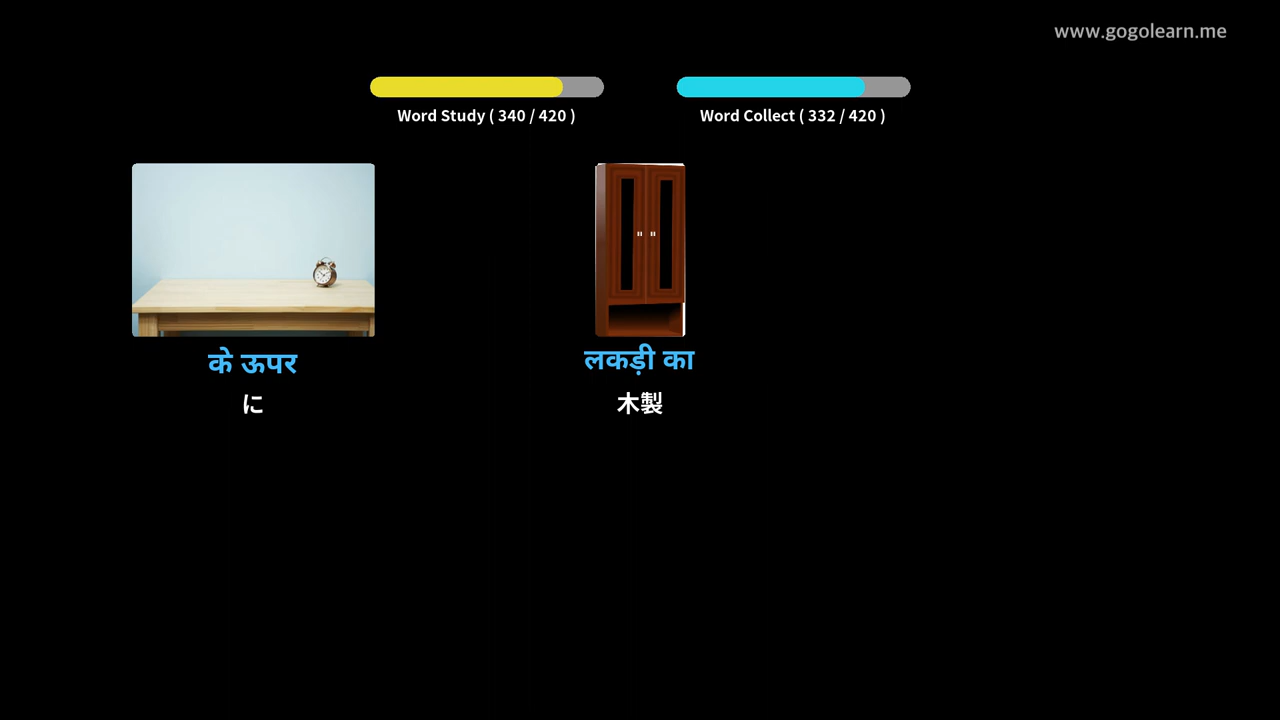 www.gogolearn.me
Word Study ( 340 / 420 )
Word Collect ( 332 / 420 )
के ऊपर
に
लकड़ी का
木製